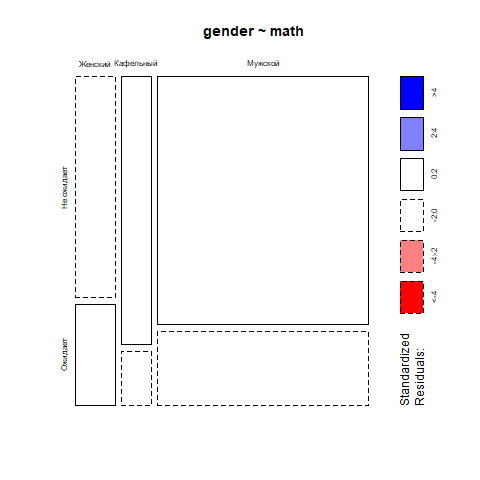 gender ~ math
Женский
Кафельный
Мужской
Не ожидает
Ожидает
>4
2:4
0:2
-2:0
-4:-2
<-4
Standardized
Residuals: